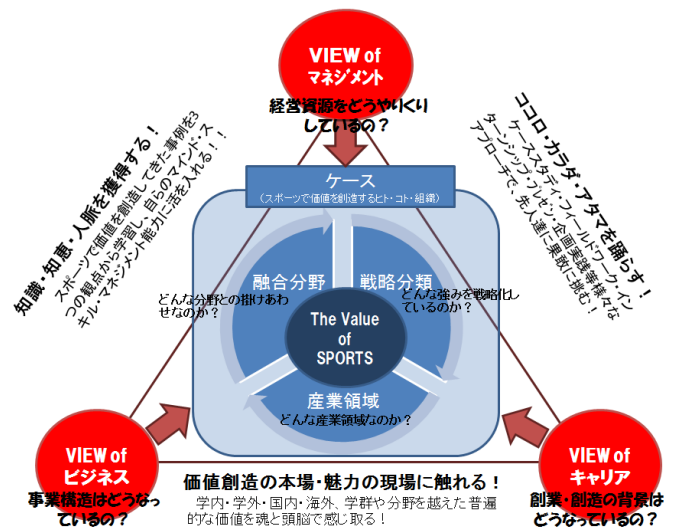 VIEW of
マネジメント
経営資源をどうやりくり
しているの？
知識・知恵・人脈を獲得する！
スポーツで価値を創造してきた事例を3
つの観点から学習し、自らのマインド・ス
キル・マネジメント能力に活を入れる！！
ココロ・カラダ・アタマを踊らす！
ケーススタディ・フィールドワーク・イン
ターンシップ・プレゼン・企画実践等様々な
アプローチで、先人達に果敢に挑む！
ケース
（スポーツで価値を創造するヒト・コト・組織）
融合分野
どんな分野との掛けあわ
せなのか？
戦略分類
どんな強みを戦略化し
ているのか？
The Value
of
SPORTS
産業領域
どんな産業領域なのか？
VIEW of
ビジネス
事業構造はどうなっ
ているの？
VIEW of
キャリア
創業・創造の背景は
どうなっているの？
価値創造の本場・魅力の現場に触れる！
学内・学外・国内・海外、学群や分野を越えた普遍
的な価値を魂と頭脳で感じ取る！